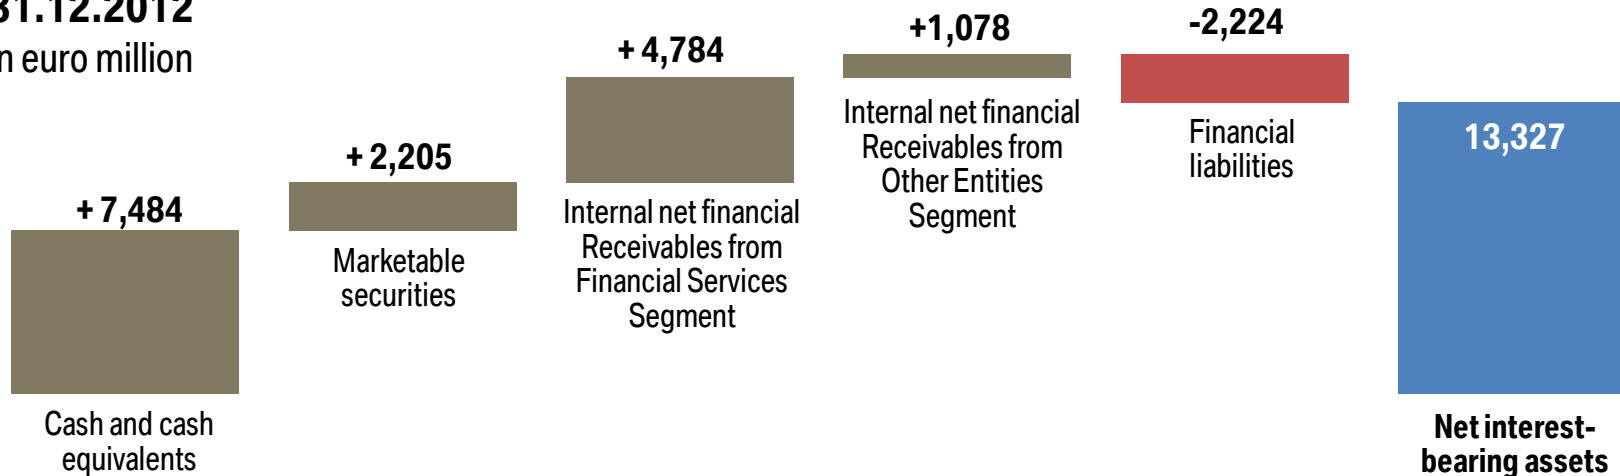 31.12.2012
n euro million
+ 7,484
Cash and cash
equivalents
+ 2,205
Marketable
securities
+ 4,784
Internal net financial
Receivables from
Financial Services
Segment
+1,078
Internal net financial
Receivables from
Other Entities
Segment
-2,224
Financial
liabilities
13,327
Net interest-
bearing assets